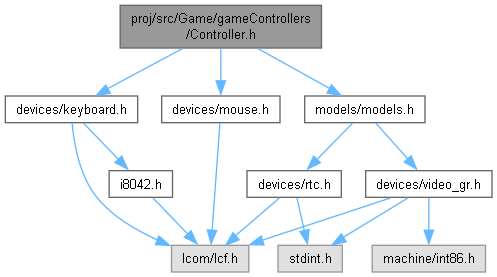 proj/src/Game/gameControllers
/Controller.h
devices/keyboard.h
devices/mouse.h
models/models.h
i8042.h
devices/rtc.h
devices/video_gr.h
lcom/lcf.h
stdint.h
machine/int86.h